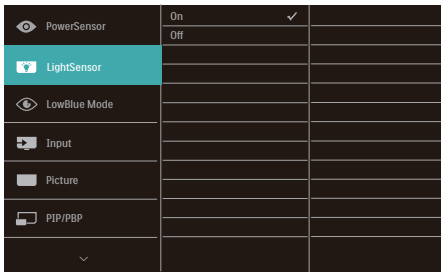 PowerSensor
On
Off
LightSensor
LowBlue Mode
Input
Picture
PIP/PBP